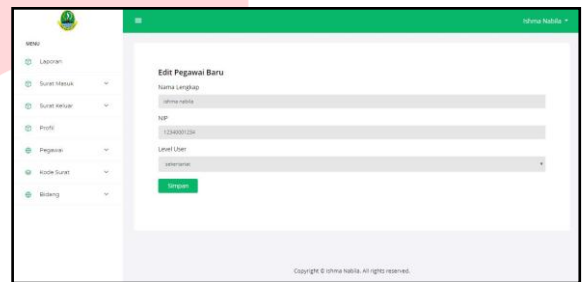 Ishma Nabila
MENU
Laporan
Surat Masuk
Surat Keluar
Profil
Pegawai
Kode Surat
Bidang
Edit Pegawai Baru
Nama Lengkap
ishma nabila
NIP
12340001234
Level User
sekretariat
Simpan
Copyright © Ishma Nabila. All rights reserved.